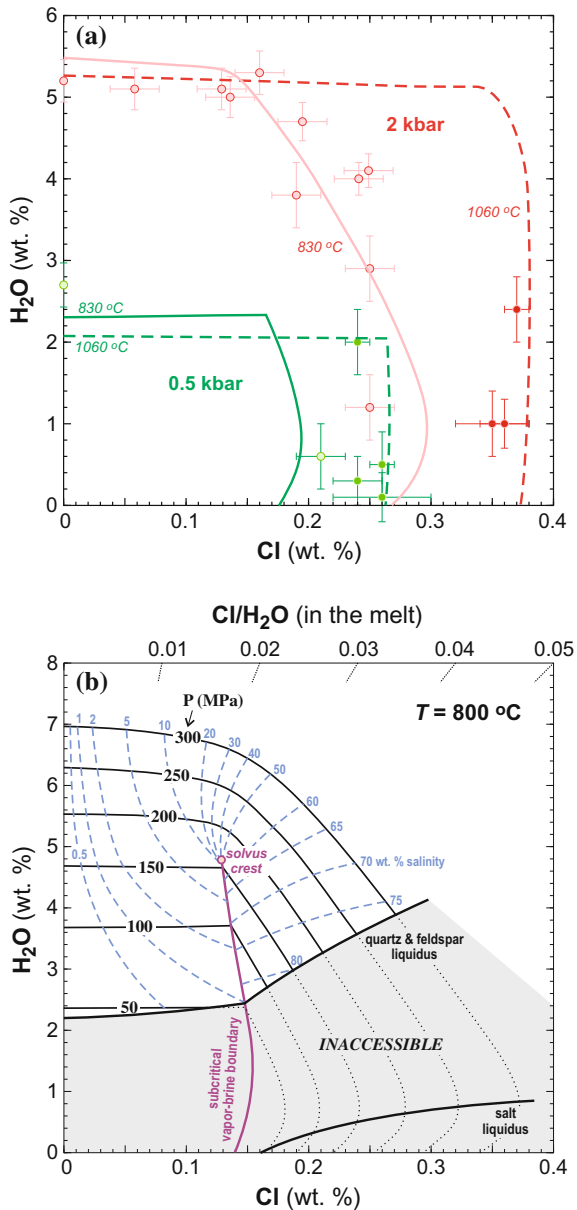 (a)
6
5
4
3
2
1
0
H2O (wt. %)
2 kbar
1060 ºC
830 ºC
830 ºC
1060 ºC
0.5 kbar
0 0.1 0.2 0.3 0.4
Cl (wt. %)
Cl/H2O (in the melt)
0.01 0.02 0.03 0.04 0.05
(b)
8
7
6
5
4
3
2
1
0
H2O (wt. %)
P (MPa)
T = 800 ºC
1 2 5 10 20 30 40 50 60 65 70 wt. % salinity 75 80
0.5
300
250
200
150
100
50
solvus
crest
quartz & feldspar
liquidus
INACCESSIBLE
subcritical
vapor-brine boundary
salt
liquidus
0 0.1 0.2 0.3 0.4
Cl (wt. %)